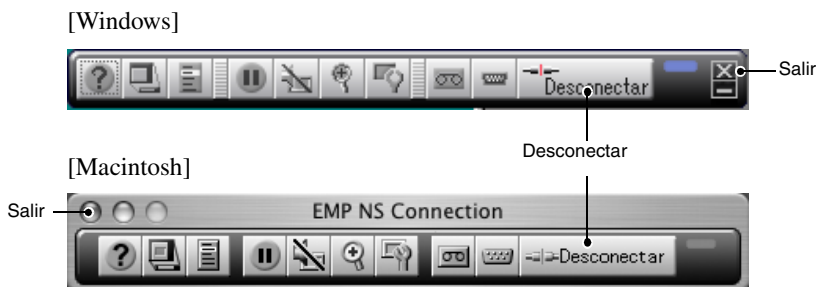 [Windows]
Desconectar
Salir
Desconectar
[Macintosh]
Salir
EMP NS Connection
Desconectar